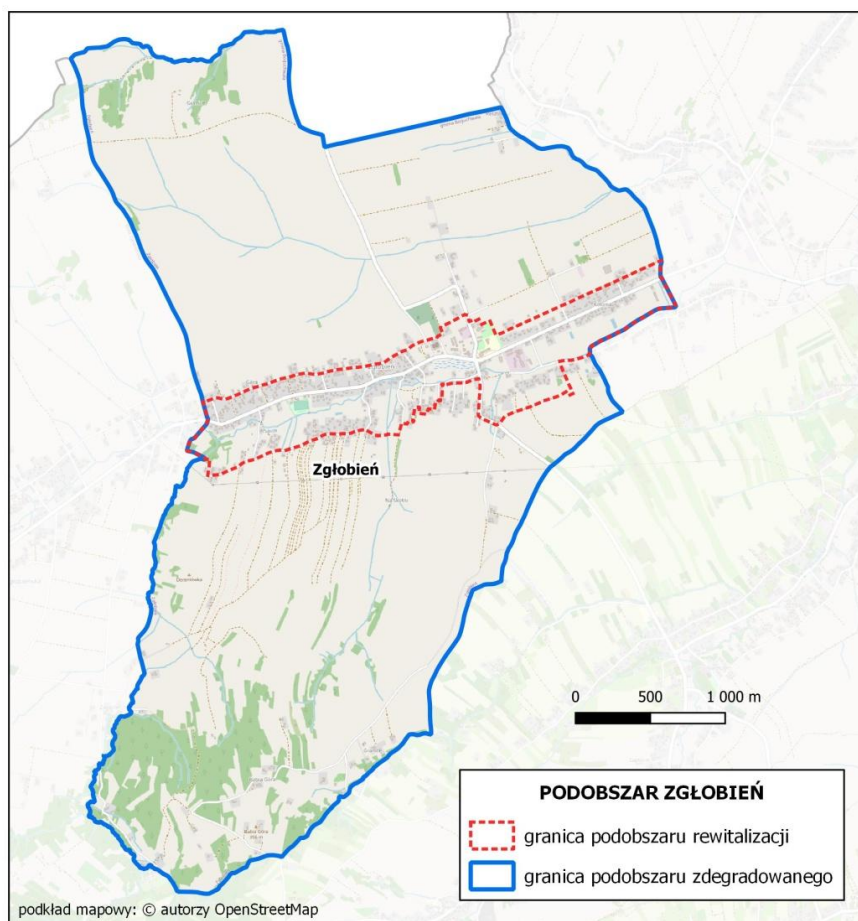 Zgłobień
0 500 1 000 m
PODOBSZAR ZGŁOBIEŃ
granica podobszaru rewitalizacji
granica podobszaru zdegradowanego
podkład mapowy: © autorzy OpenStreetMap